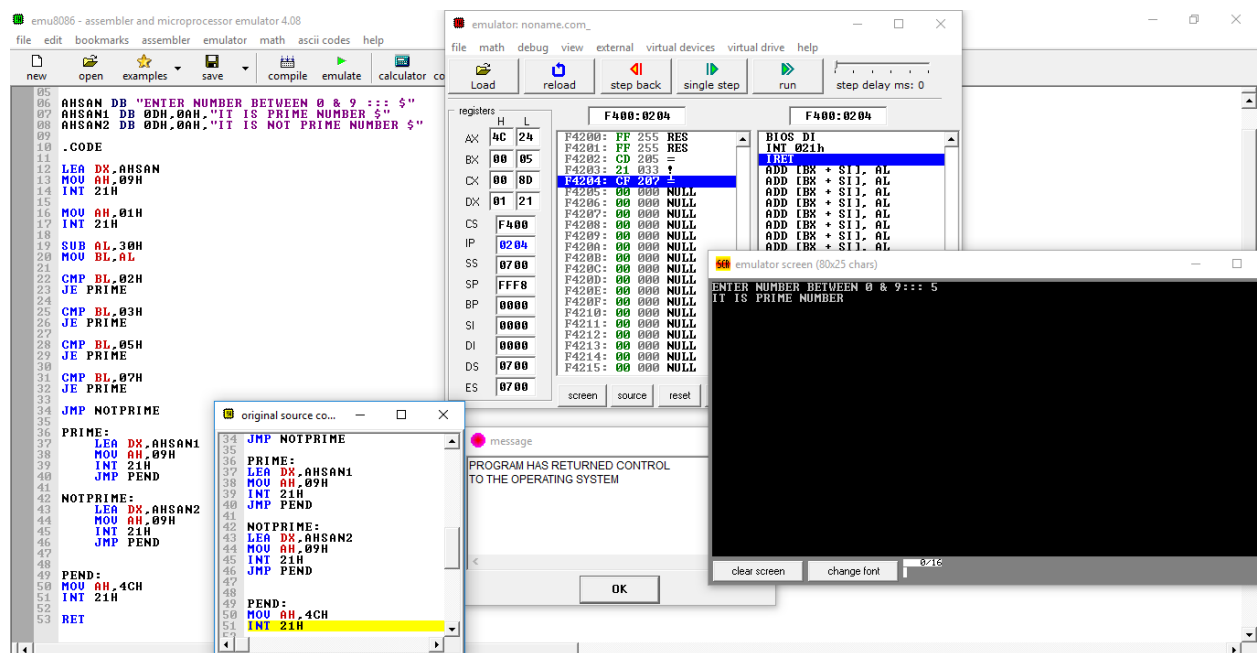 emu8086 - assembler and microprocessor emulator 4.08
file edit bookmarks assembler emulator math ascii codes help
new open examples save compile emulate calculator co
05
06 AHSAN DB "ENTER NUMBER BETWEEN 0 & 9 ::: $"
07 AHSAN1 DB 0DH,0AH,"IT IS PRIME NUMBER $"
08 AHSAN2 DB 0DH,0AH,"IT IS NOT PRIME NUMBER $"
09
10 .CODE
11
12 LEA DX,AHSAN
13 MOV AH,09H
14 INT 21H
15
16 MOV AH,01H
17 INT 21H
18
19 SUB AL,30H
20 MOV BL,AL
21
22 CMP BL,02H
23 JE PRIME
24
25 CMP BL,03H
26 JE PRIME
27
28 CMP BL,05H
29 JE PRIME
30
31 CMP BL,07H
32 JE PRIME
33
34 JMP NOTPRIME
35
36 PRIME:
37 LEA DX,AHSAN1
38 MOV AH,09H
39 INT 21H
40 JMP PEND
41
42 NOTPRIME:
43 LEA DX,AHSAN2
44 MOV AH,09H
45 INT 21H
46 JMP PEND
47
48
49 PEND:
50 MOV AH,4CH
51 INT 21H
52
53 RET
original source co...
34 JMP NOTPRIME
35
36 PRIME:
37 LEA DX,AHSAN1
38 MOV AH,09H
39 INT 21H
40 JMP PEND
41
42 NOTPRIME:
43 LEA DX,AHSAN2
44 MOV AH,09H
45 INT 21H
46 JMP PEND
47
48
49 PEND:
50 MOV AH,4CH
51 INT 21H
emulator: noname.com_
file math debug view external virtual devices virtual drive help
Load reload step back single step run step delay ms: 0
registers
H L
AX 4C 24
BX 00 05
CX 00 8D
DX 01 21
CS F400
IP 0204
SS 0700
SP FFF8
BP 0000
SI 0000
DI 0000
DS 0700
ES 0700
F400:0204
F4200: FF 255 RES
F4201: FF 255 RES
F4202: CD 205 =
F4203: 21 033 !
F4204: CF 207 ╧
F4205: 00 000 NULL
F4206: 00 000 NULL
F4207: 00 000 NULL
F4208: 00 000 NULL
F4209: 00 000 NULL
F420A: 00 000 NULL
F420B: 00 000 NULL
F420C: 00 000 NULL
F420D: 00 000 NULL
F420E: 00 000 NULL
F420F: 00 000 NULL
F4210: 00 000 NULL
F4211: 00 000 NULL
F4212: 00 000 NULL
F4213: 00 000 NULL
F4214: 00 000 NULL
F4215: 00 000 NULL
F400:0204
BIOS DI
INT 021h
IRET
ADD [BX + SI], AL
ADD [BX + SI], AL
ADD [BX + SI], AL
ADD [BX + SI], AL
ADD [BX + SI], AL
ADD [BX + SI], AL
ADD [BX + SI], AL
ADD [BX + SI], AL
screen source reset
message
PROGRAM HAS RETURNED CONTROL
TO THE OPERATING SYSTEM
OK
emulator screen (80x25 chars)
ENTER NUMBER BETWEEN 0 & 9::: 5
IT IS PRIME NUMBER
clear screen change font 0/16